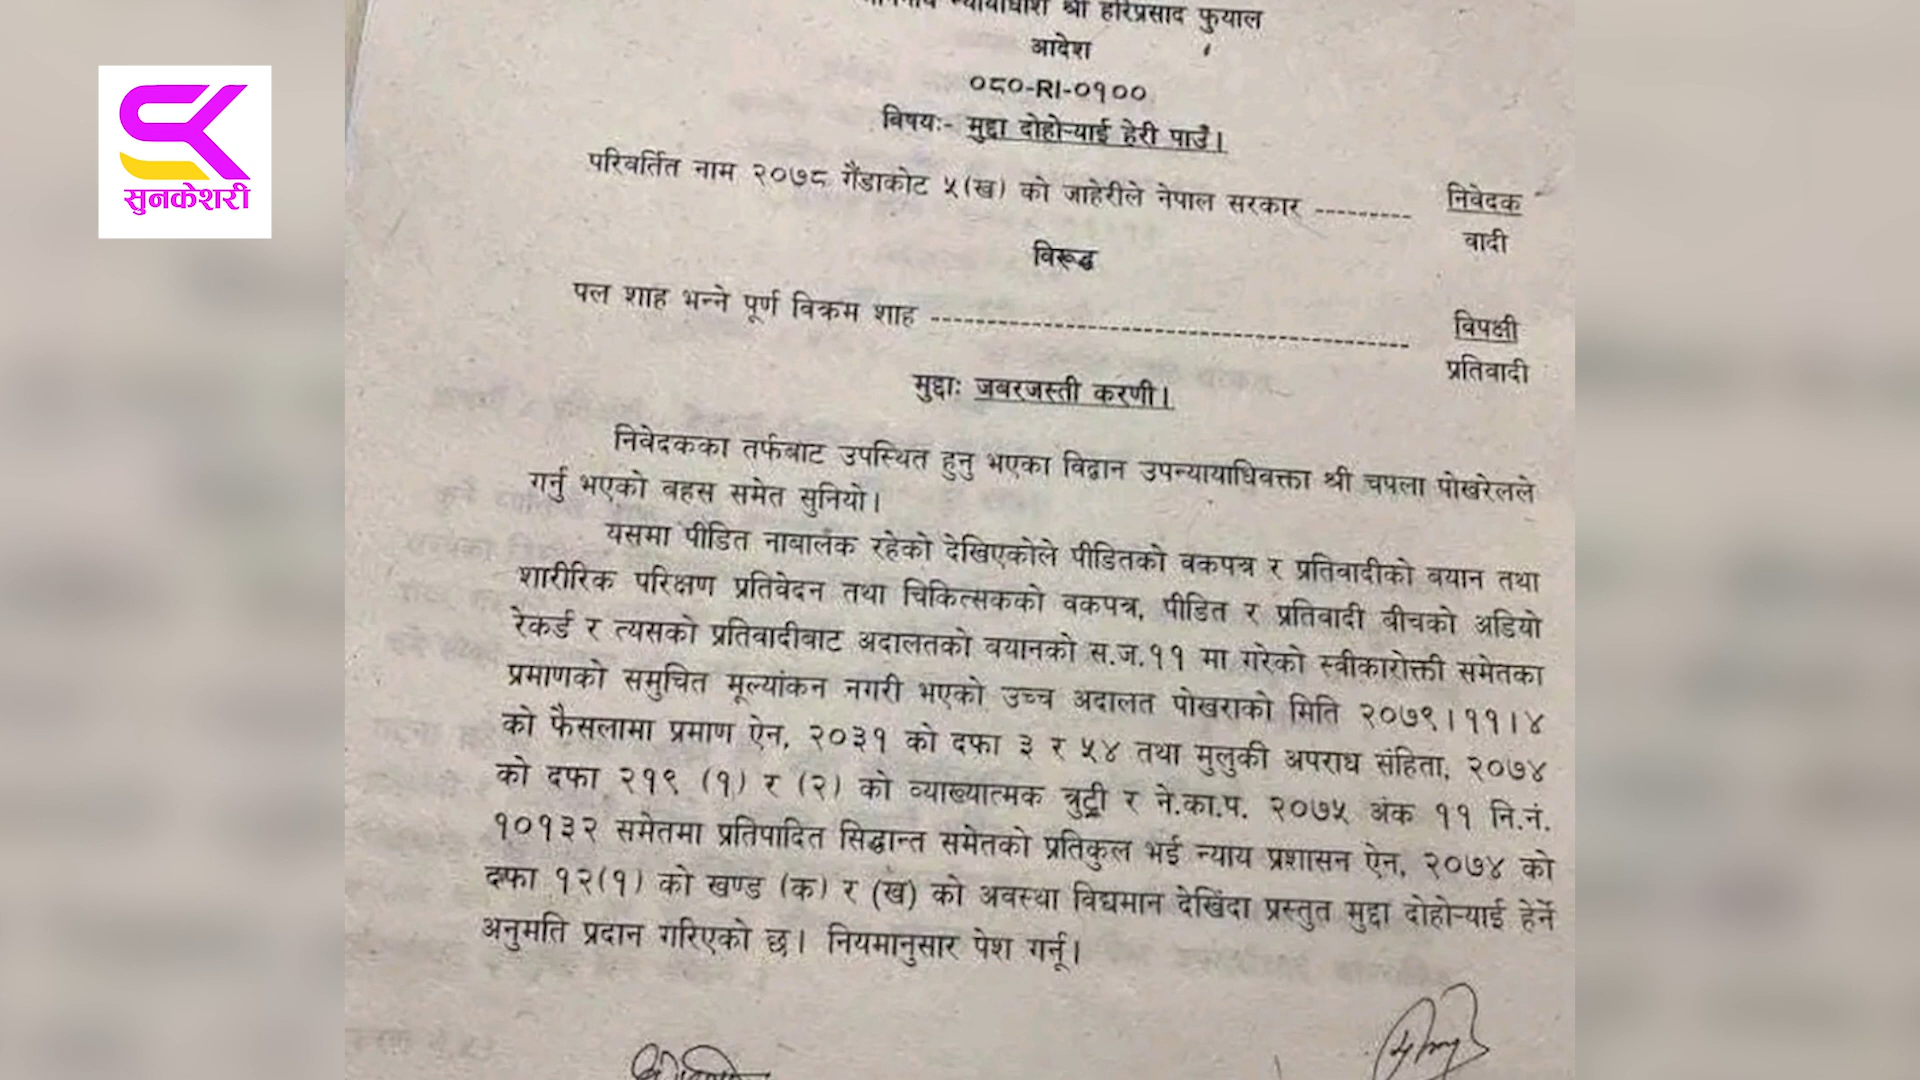 सुनकेशरी
न्यायाधीश श्री हरिप्रसाद फुयाल
आदेश
०८०-RI-०१००
विषयः- मुद्दा दोहोर्‍याई हेरी पाउँ।
परिवर्तित नाम २०७८ गैंडाकोट ५(ख) को जाहेरीले नेपाल सरकार --------- निवेदक
वादी
विरूद्ध
पल शाह भन्ने पूर्ण विक्रम शाह ------------------------------------------- विपक्षी
प्रतिवादी
मुद्दाः जबरजस्ती करणी।
निवेदकका तर्फबाट उपस्थित हुनु भएका विद्वान उपन्यायाधिवक्ता श्री चपला पोखरेलले
गर्नु भएको वहस समेत सुनियो।
यसमा पीडित नाबालक रहेको देखिएकोले पीडितको वकपत्र र प्रतिवादीको बयान तथा
शारीरिक परिक्षण प्रतिवेदन तथा चिकित्सकको वकपत्र, पीडित र प्रतिवादी बीचको अडियो
रेकर्ड र त्यसको प्रतिवादीबाट अदालतको बयानको स.ज.११ मा गरेको स्वीकारोक्ती समेतका
प्रमाणको समुचित मूल्यांकन नगरी भएको उच्च अदालत पोखराको मिति २०७९।११।४
को फैसलामा प्रमाण ऐन, २०३१ को दफा ३ र ५४ तथा मुलुकी अपराध संहिता, २०७४
को दफा २१९ (१) र (२) को व्याख्यात्मक त्रुट्री र ने.का.प. २०७५ अंक ११ नि.नं.
१०१३२ समेतमा प्रतिपादित सिद्धान्त समेतको प्रतिकुल भई न्याय प्रशासन ऐन, २०७४ को
दफा १२(१) को खण्ड (क) र (ख) को अवस्था विद्यमान देखिंदा प्रस्तुत मुद्दा दोहोर्‍याई हेर्ने
अनुमति प्रदान गरिएको छ। नियमानुसार पेश गर्नू।